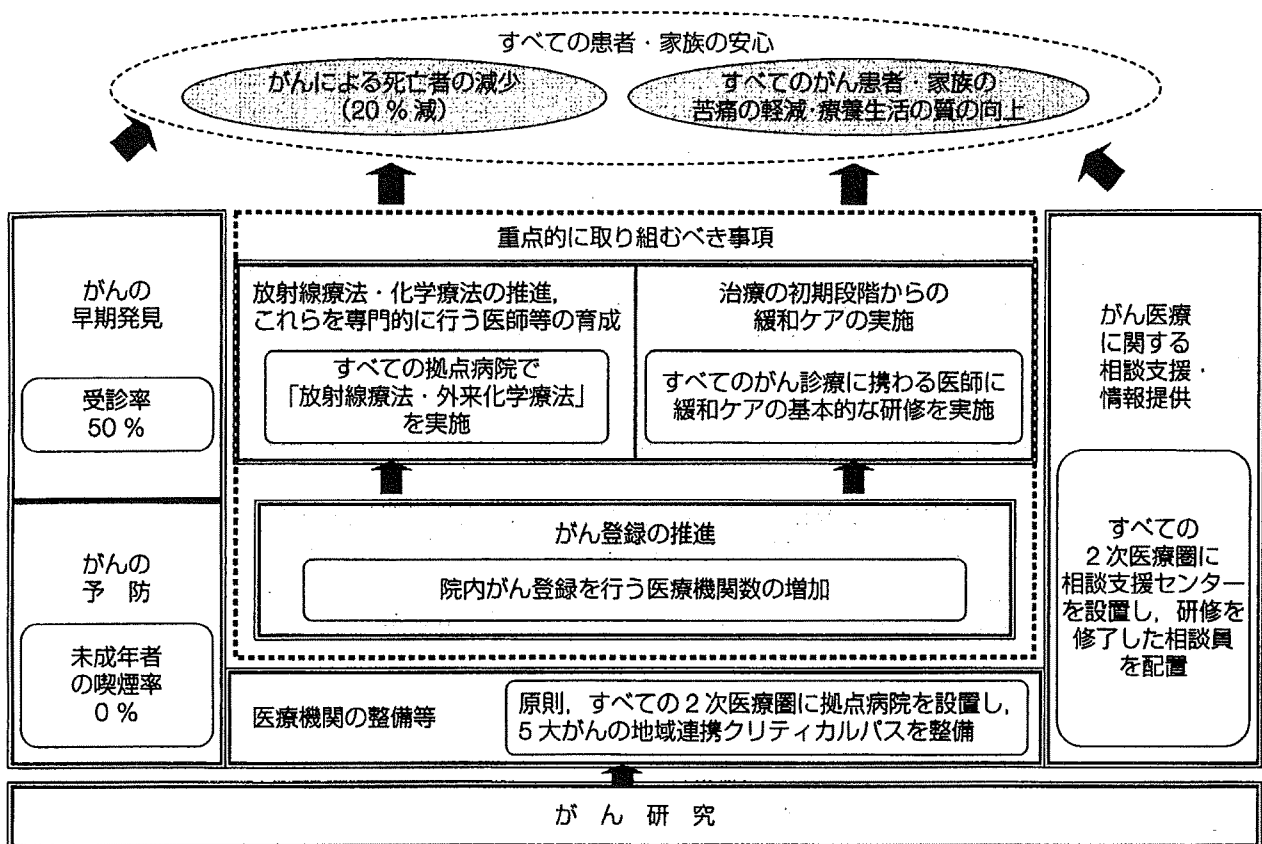 すべての患者・家族の安心
がんによる死亡者の減少
(20 % 減)
すべてのがん患者・家族の
苦痛の軽減・療養生活の質の向上
重点的に取り組むべき事項
がんの
早期発見
受診率
50 %
がんの
予 防
未成年者
の喫煙率
0 %
放射線療法・化学療法の推進,
これらを専門的に行う医師等の育成
すべての拠点病院で
「放射線療法・外来化学療法」
を実施
治療の初期段階からの
緩和ケアの実施
すべてのがん診療に携わる医師に
緩和ケアの基本的な研修を実施
がん登録の推進
院内がん登録を行う医療機関数の増加
医療機関の整備等
原則, すべての 2 次医療圏に拠点病院を設置し,
5 大がんの地域連携クリティカルパスを整備
がん医療
に関する
相談支援・
情報提供
すべての
2 次医療圏に
相談支援センター
を設置し, 研修を
修了した相談員
を配置
が ん 研 究